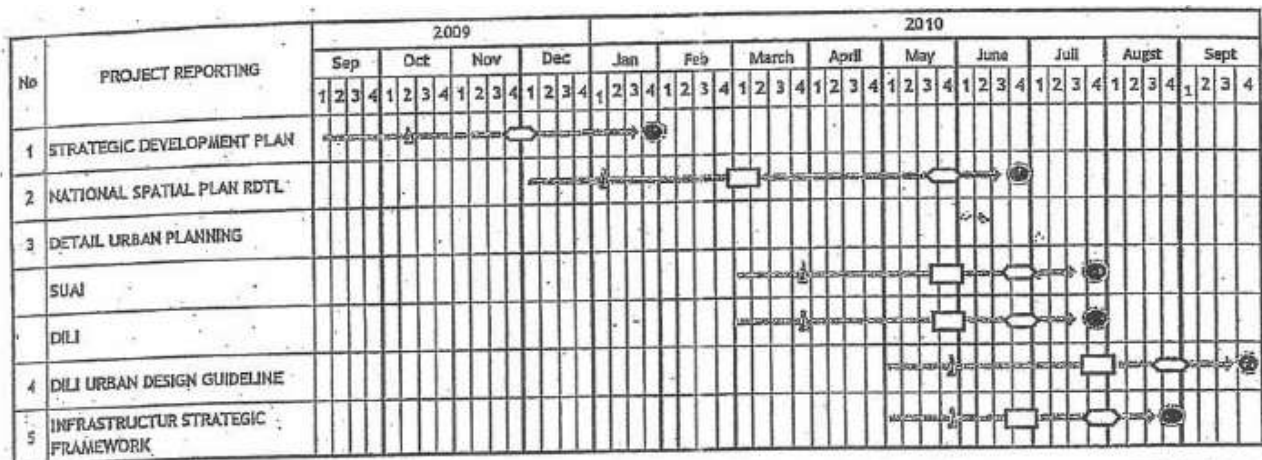 No PROJECT REPORTING 2009 2010
Sep Oct Nov Dec Jan Feb March April May June Juli Augst Sept
1 2 3 4 1 2 3 4 1 2 3 4 1 2 3 4 1 2 3 4 1 2 3 4 1 2 3 4 1 2 3 4 1 2 3 4 1 2 3 4 1 2 3 4 1 2 3 4 1 2 3 4
1 STRATEGIC DEVELOPMENT PLAN
2 NATIONAL SPATIAL PLAN RDTL
3 DETAIL URBAN PLANNING
SUAI
DILI
4 DILI URBAN DESIGN GUIDELINE
5 INFRASTRUCTUR STRATEGIC
FRAMEWORK